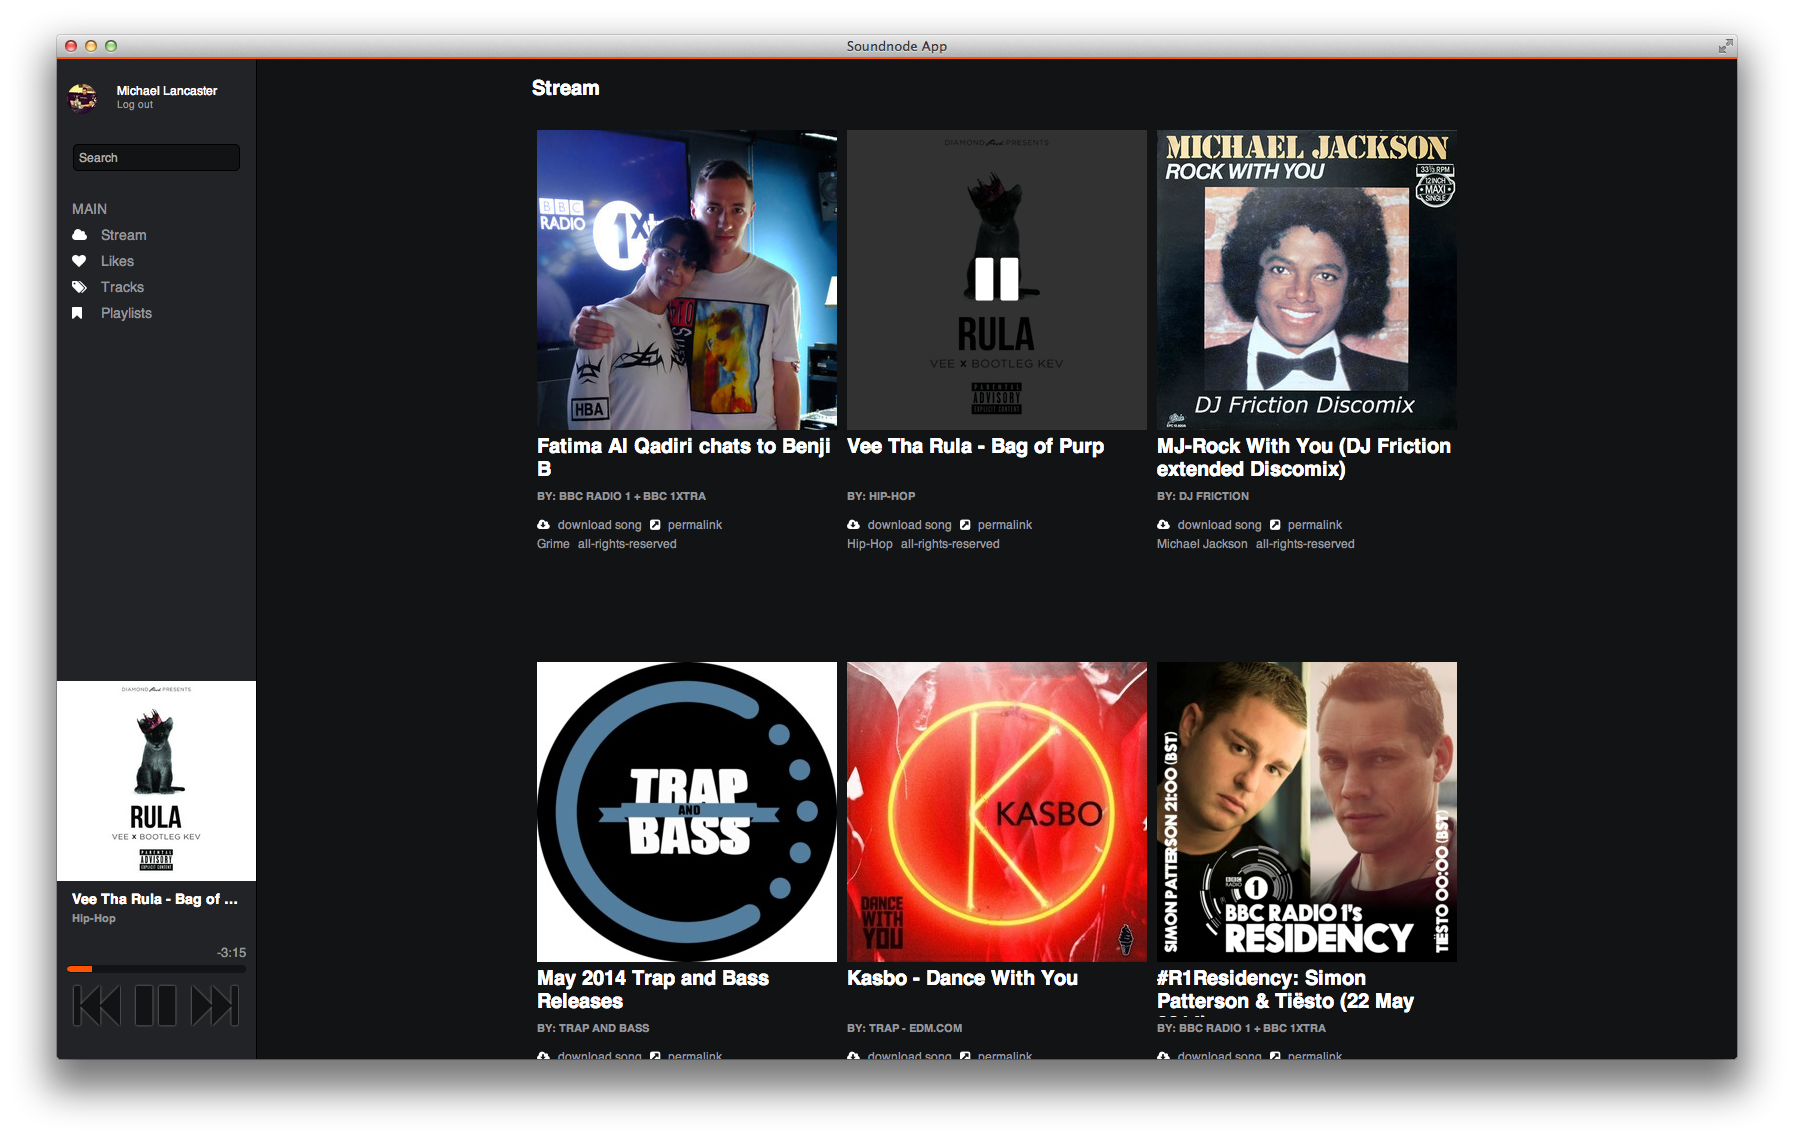 Soundnode App
Michael Lancaster
Log out
Search
MAIN
Stream
Likes
Tracks
Playlists
DIAMOND PRESENTS
RULA
VEE x BOOTLEG KEV
PARENTAL
ADVISORY
EXPLICIT CONTENT
Vee Tha Rula - Bag of ...
Hip-Hop
-3:15
Stream
BBC
RADIO
1xtr
HBA
Fatima Al Qadiri chats to Benji
B
BY: BBC RADIO 1 + BBC 1XTRA
download song permalink
Grime all-rights-reserved
DIAMOND PRESENTS
RULA
VEE x BOOTLEG KEV
PARENTAL
ADVISORY
EXPLICIT CONTENT
Vee Tha Rula - Bag of Purp
BY: HIP-HOP
download song permalink
Hip-Hop all-rights-reserved
MICHAEL JACKSON
ROCK WITH YOU
33⅓ RPM
12 INCH
MAXI
SINGLE
DJ Friction Discomix
Epic
MJ-Rock With You (DJ Friction
extended Discomix)
BY: DJ FRICTION
download song permalink
Michael Jackson all-rights-reserved
TRAP
AND
BASS
May 2014 Trap and Bass
Releases
BY: TRAP AND BASS
download song permalink
KASBO
DANCE
WITH
YOU
Kasbo - Dance With You
BY: TRAP - EDM.COM
download song permalink
SIMON PATTERSON 21:00 (BST)
TIËSTO 00:00 (BST)
BBC
RADIO
1
BBC RADIO 1's
RESIDENCY
#R1Residency: Simon
Patterson & Tiësto (22 May
BY: BBC RADIO 1 + BBC 1XTRA
download song permalink